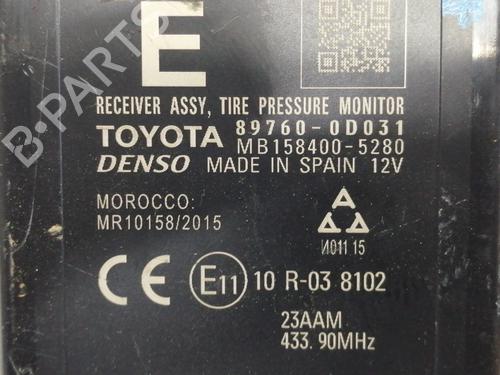 E
RECEIVER ASSY, TIRE PRESSURE MONITOR
TOYOTA 89760-0D031
DENSO MB158400-5280
MADE IN SPAIN 12V
MOROCCO:
MR10158/2015
И011 15
CE E11 10 R-03 8102
23AAM
433.90MHz
B-PARTS